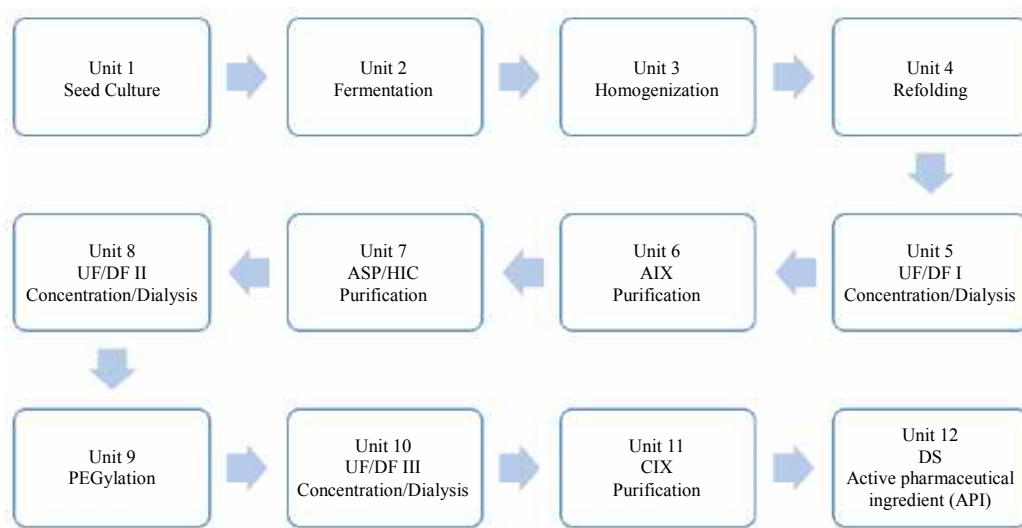 Unit 1
Seed Culture
Unit 2
Fermentation
Unit 3
Homogenization
Unit 4
Refolding
Unit 5
UF/DF I
Concentration/Dialysis
Unit 6
AIX
Purification
Unit 7
ASP/HIC
Purification
Unit 8
UF/DF II
Concentration/Dialysis
Unit 9
PEGylation
Unit 10
UF/DF III
Concentration/Dialysis
Unit 11
CIX
Purification
Unit 12
DS
Active pharmaceutical
ingredient (API)